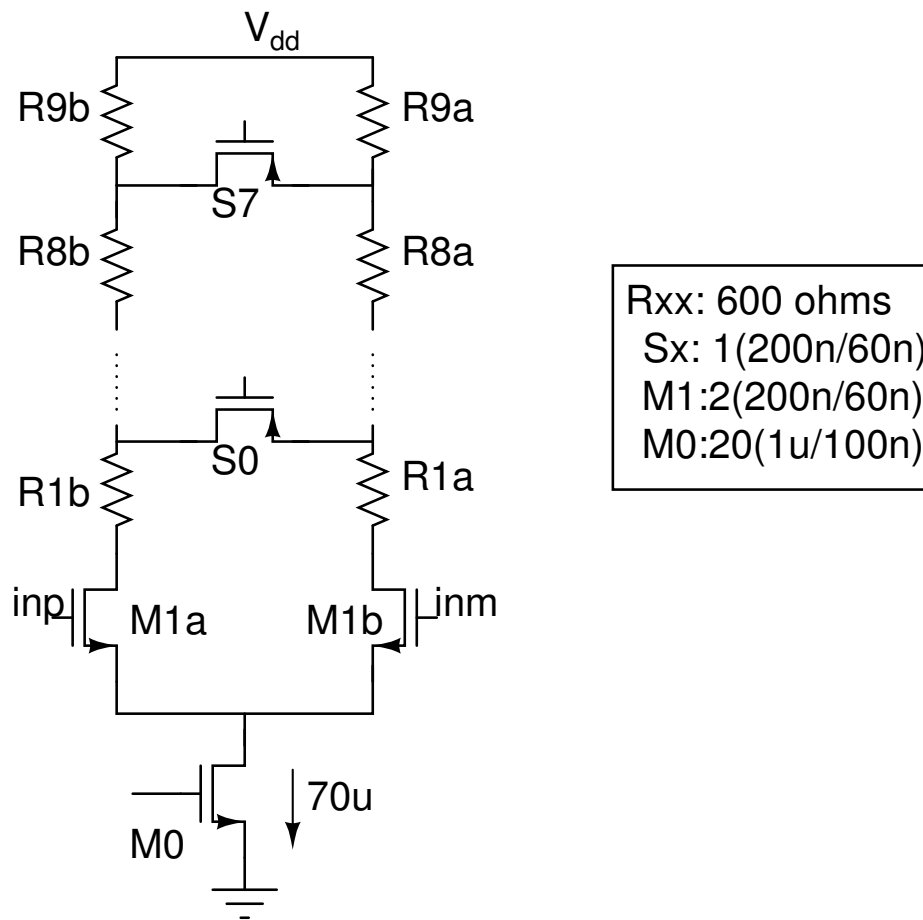 Vdd
R9b
R9a
S7
R8b
R8a
Rxx: 600 ohms
Sx: 1(200n/60n)
M1:2(200n/60n)
M0:20(1u/100n)
S0
R1b
R1a
inp
M1a
M1b
inm
70u
M0